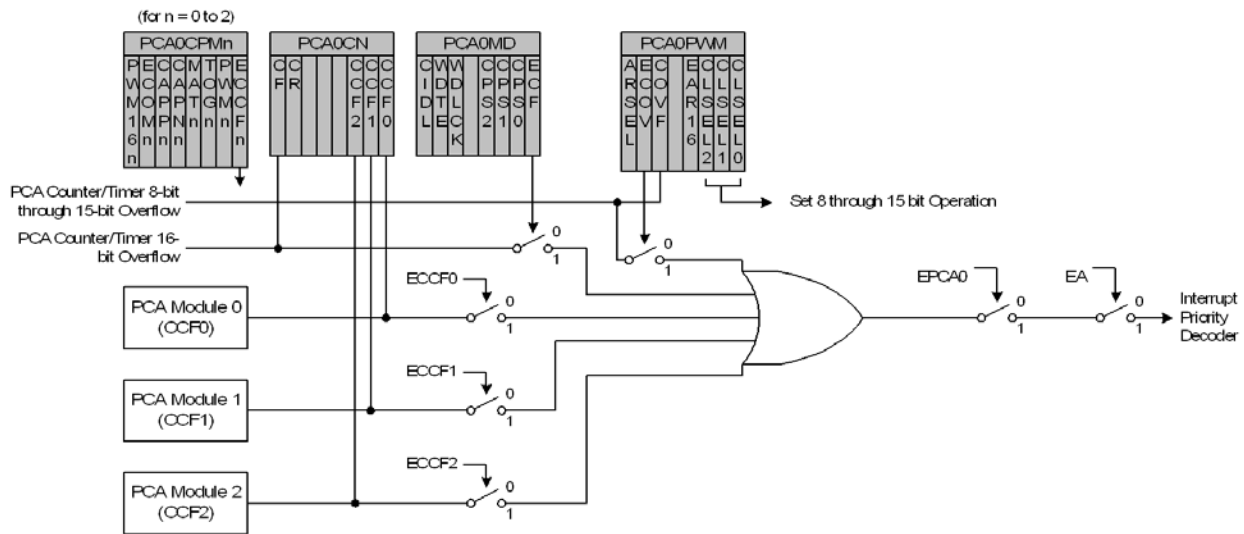 (for n = 0 to 2)
PCA0CPMn
PCA0CN
PCA0MD
PCA0PWM
PWM16n
ECOMn
CAPPn
CAPNn
MATn
TOGn
PWMn
ECCFn
CF
CR
CCF2
CCF1
CCF0
CIDL
WDTE
WDLCK
CPS2
CPS1
CPS0
ECF
ARSEL
ECOV
COVF
EAR16
CLSEL2
CLSEL1
CLSEL0
PCA Counter/Timer 8-bit
through 15-bit Overflow
Set 8 through 15 bit Operation
PCA Counter/Timer 16-
bit Overflow
0
1
0
1
PCA Module 0
(CCF0)
ECCF0
0
1
EPCA0
0
1
EA
0
1
Interrupt
Priority
Decoder
PCA Module 1
(CCF1)
ECCF1
0
1
PCA Module 2
(CCF2)
ECCF2
0
1